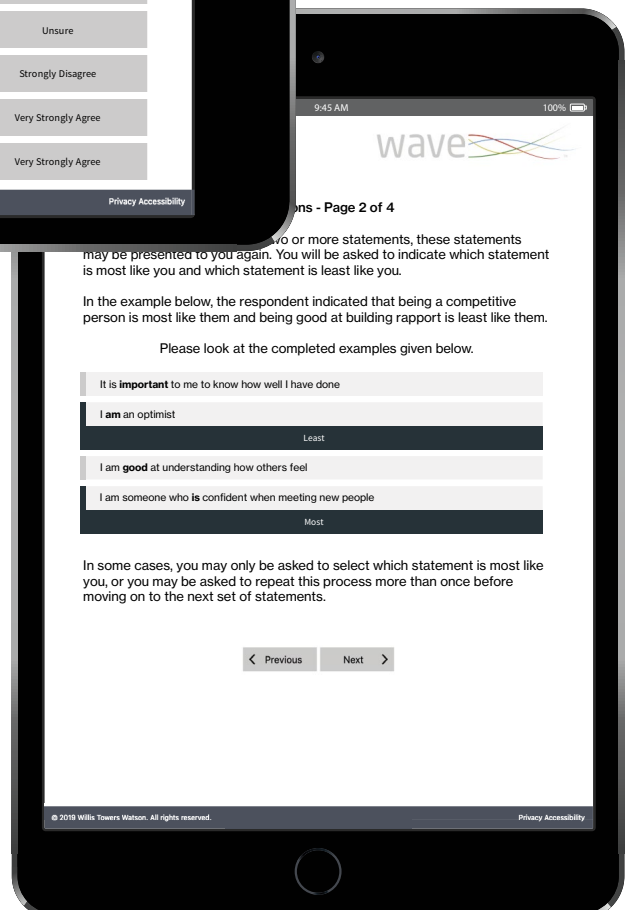 Unsure
Strongly Disagree
Very Strongly Agree
Very Strongly Agree
Privacy Accessibility
9:45 AM
100%
wave
- Page 2 of 4
or more statements, these statements
may be presented to you again. You will be asked to indicate which statement
is most like you and which statement is least like you.
In the example below, the respondent indicated that being a competitive
person is most like them and being good at building rapport is least like them.
Please look at the completed examples given below.
It is important to me to know how well I have done
I am an optimist
Least
I am good at understanding how others feel
I am someone who is confident when meeting new people
Most
In some cases, you may only be asked to select which statement is most like
you, or you may be asked to repeat this process more than once before
moving on to the next set of statements.
Previous
Next
© 2019 Willis Towers Watson. All rights reserved.
Privacy Accessibility